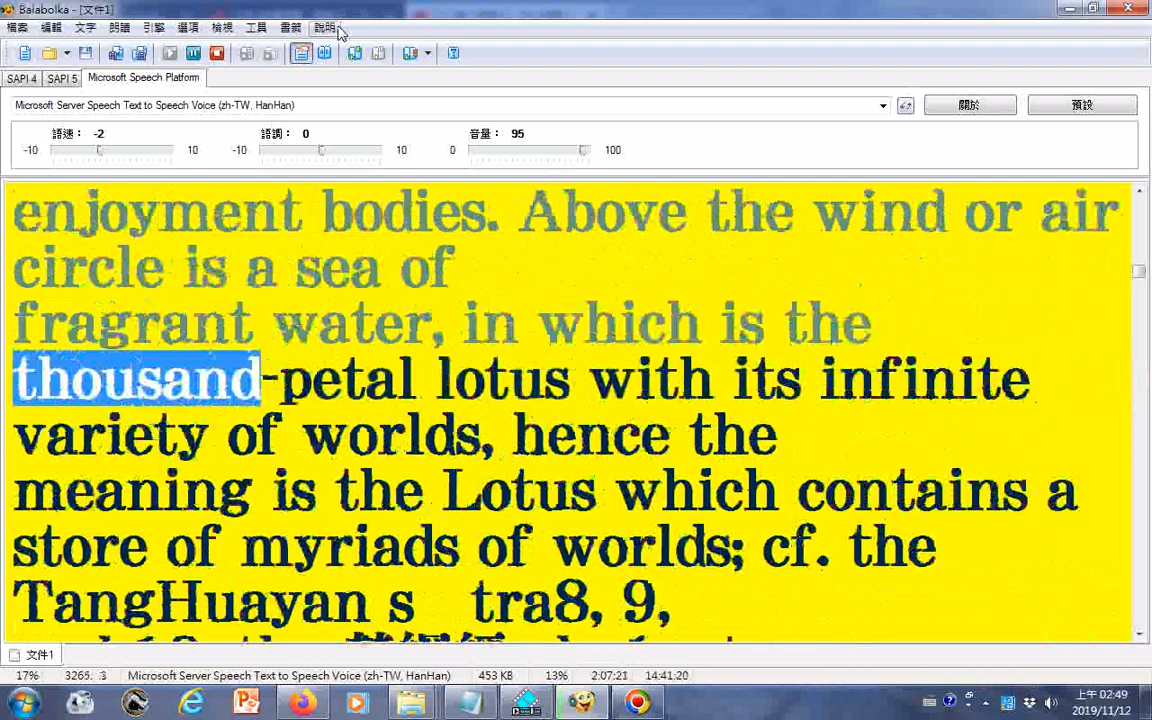 Balabolka - [文件1]
檔案 編輯 文字 朗讀 引擎 選項 檢視 工具 書籤 說明
SAPI 4 SAPI 5 Microsoft Speech Platform
Microsoft Server Speech Text to Speech Voice (zh-TW, HanHan) 關於 預設
語速： -2 語調： 0 音量： 95
-10 10 -10 10 0 100
enjoyment bodies. Above the wind or air
circle is a sea of
fragrant water, in which is the
thousand-petal lotus with its infinite
variety of worlds, hence the
meaning is the Lotus which contains a
store of myriads of worlds; cf. the
TangHuayan s tra8, 9,
文件1
17% Microsoft Server Speech Text to Speech Voice (zh-TW, HanHan) 453 KB 13% 2:07:21 14:41:20
上午 02:49
2019/11/12